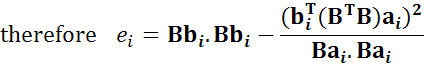 therefore e_i = Bb_i.Bb_i − (b_i^T(B^TB)a_i)^2 / Ba_i.Ba_i